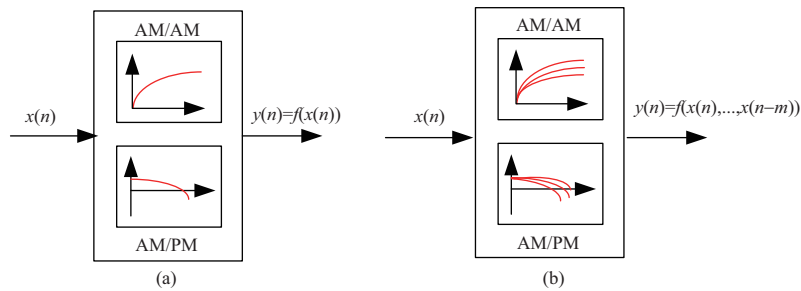 AM/AM
x(n)
y(n)=f(x(n))
AM/PM
(a)
AM/AM
x(n)
y(n)=f(x(n),...,x(n−m))
AM/PM
(b)